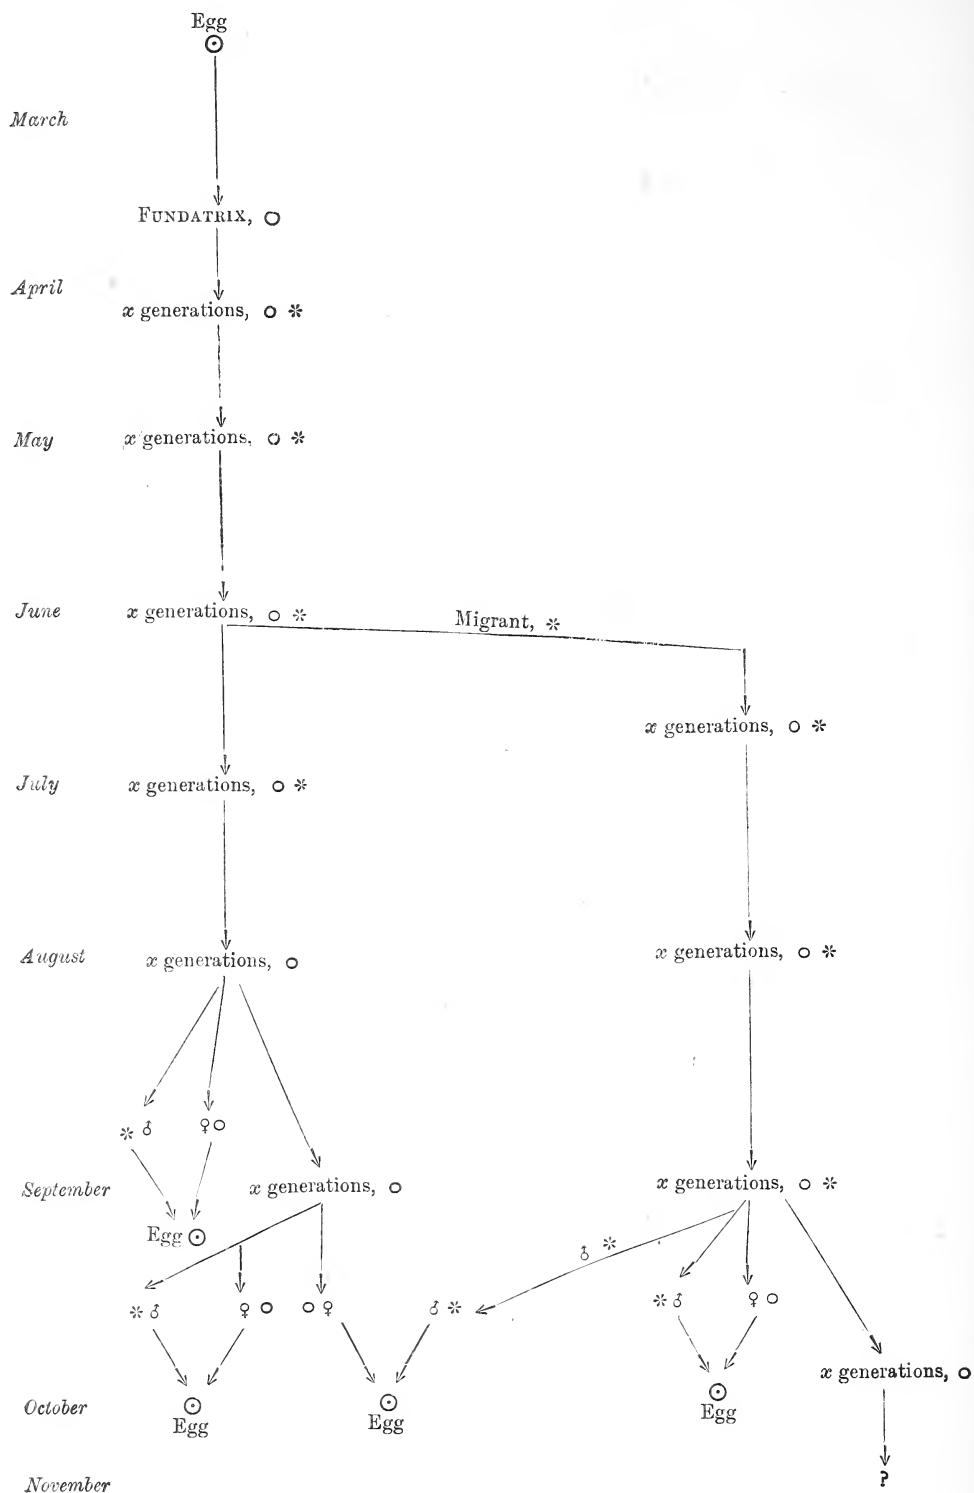 Egg
☉
March
FUNDATRIX, ○
April
x generations, ○ *
May
x generations, ○ *
June
x generations, ○ *
Migrant, *
x generations, ○ *
July
x generations, ○ *
August
x generations, ○
x generations, ○ *
* ♂
♀ ○
September
x generations, ○
x generations, ○ *
Egg ☉
♂ *
* ♂
♀ ○
○ ♀
♂ *
* ♂
♀ ○
x generations, ○
October
☉
Egg
☉
Egg
☉
Egg
November
?